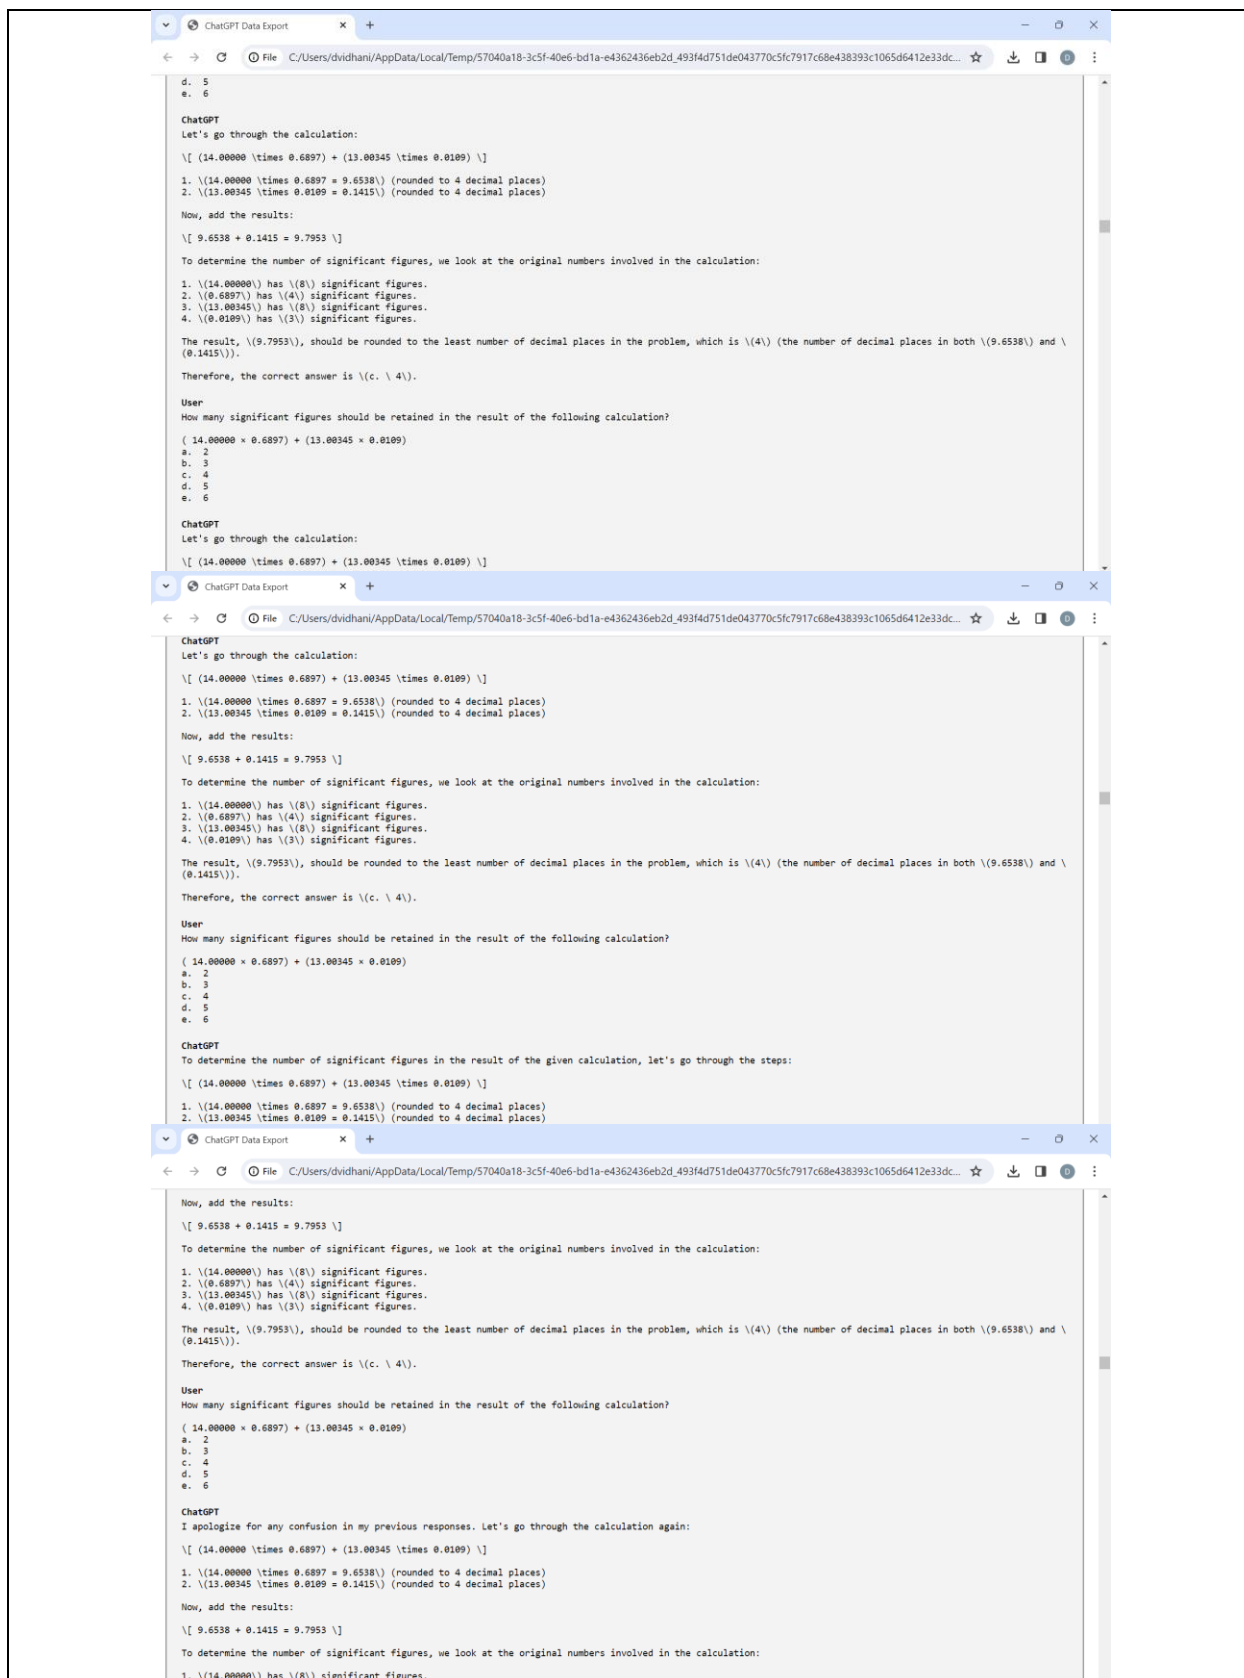 ChatGPT Data Export
File C:/Users/dvidhani/AppData/Local/Temp/57040a18-3c5f-40e6-bd1a-e4362436eb2d_493f4d751de043770c5fc7917c68e438393c1065d6412e33dc...
D
d. 5
e. 6
ChatGPT
Let's go through the calculation:
\[ (14.00000 \times 0.6897) + (13.00345 \times 0.0109) \]
1. \(14.00000 \times 0.6897 = 9.6538\) (rounded to 4 decimal places)
2. \(13.00345 \times 0.0109 = 0.1415\) (rounded to 4 decimal places)
Now, add the results:
\[ 9.6538 + 0.1415 = 9.7953 \]
To determine the number of significant figures, we look at the original numbers involved in the calculation:
1. \(14.00000\) has \(8\) significant figures.
2. \(0.6897\) has \(4\) significant figures.
3. \(13.00345\) has \(8\) significant figures.
4. \(0.0109\) has \(3\) significant figures.
The result, \(9.7953\), should be rounded to the least number of decimal places in the problem, which is \(4\) (the number of decimal places in both \(9.6538\) and \
(0.1415\)).
Therefore, the correct answer is \(c. \ 4\).
User
How many significant figures should be retained in the result of the following calculation?
( 14.00000 × 0.6897) + (13.00345 × 0.0109)
a. 2
b. 3
c. 4
d. 5
e. 6
ChatGPT
Let's go through the calculation:
\[ (14.00000 \times 0.6897) + (13.00345 \times 0.0109) \]
ChatGPT Data Export
File C:/Users/dvidhani/AppData/Local/Temp/57040a18-3c5f-40e6-bd1a-e4362436eb2d_493f4d751de043770c5fc7917c68e438393c1065d6412e33dc...
D
ChatGPT
Let's go through the calculation:
\[ (14.00000 \times 0.6897) + (13.00345 \times 0.0109) \]
1. \(14.00000 \times 0.6897 = 9.6538\) (rounded to 4 decimal places)
2. \(13.00345 \times 0.0109 = 0.1415\) (rounded to 4 decimal places)
Now, add the results:
\[ 9.6538 + 0.1415 = 9.7953 \]
To determine the number of significant figures, we look at the original numbers involved in the calculation:
1. \(14.00000\) has \(8\) significant figures.
2. \(0.6897\) has \(4\) significant figures.
3. \(13.00345\) has \(8\) significant figures.
4. \(0.0109\) has \(3\) significant figures.
The result, \(9.7953\), should be rounded to the least number of decimal places in the problem, which is \(4\) (the number of decimal places in both \(9.6538\) and \
(0.1415\)).
Therefore, the correct answer is \(c. \ 4\).
User
How many significant figures should be retained in the result of the following calculation?
( 14.00000 × 0.6897) + (13.00345 × 0.0109)
a. 2
b. 3
c. 4
d. 5
e. 6
ChatGPT
To determine the number of significant figures in the result of the given calculation, let's go through the steps:
\[ (14.00000 \times 0.6897) + (13.00345 \times 0.0109) \]
1. \(14.00000 \times 0.6897 = 9.6538\) (rounded to 4 decimal places)
2. \(13.00345 \times 0.0109 = 0.1415\) (rounded to 4 decimal places)
ChatGPT Data Export
File C:/Users/dvidhani/AppData/Local/Temp/57040a18-3c5f-40e6-bd1a-e4362436eb2d_493f4d751de043770c5fc7917c68e438393c1065d6412e33dc...
D
Now, add the results:
\[ 9.6538 + 0.1415 = 9.7953 \]
To determine the number of significant figures, we look at the original numbers involved in the calculation:
1. \(14.00000\) has \(8\) significant figures.
2. \(0.6897\) has \(4\) significant figures.
3. \(13.00345\) has \(8\) significant figures.
4. \(0.0109\) has \(3\) significant figures.
The result, \(9.7953\), should be rounded to the least number of decimal places in the problem, which is \(4\) (the number of decimal places in both \(9.6538\) and \
(0.1415\)).
Therefore, the correct answer is \(c. \ 4\).
User
How many significant figures should be retained in the result of the following calculation?
( 14.00000 × 0.6897) + (13.00345 × 0.0109)
a. 2
b. 3
c. 4
d. 5
e. 6
ChatGPT
I apologize for any confusion in my previous responses. Let's go through the calculation again:
\[ (14.00000 \times 0.6897) + (13.00345 \times 0.0109) \]
1. \(14.00000 \times 0.6897 = 9.6538\) (rounded to 4 decimal places)
2. \(13.00345 \times 0.0109 = 0.1415\) (rounded to 4 decimal places)
Now, add the results:
\[ 9.6538 + 0.1415 = 9.7953 \]
To determine the number of significant figures, we look at the original numbers involved in the calculation:
1. \(14.00000\) has \(8\) significant figures.